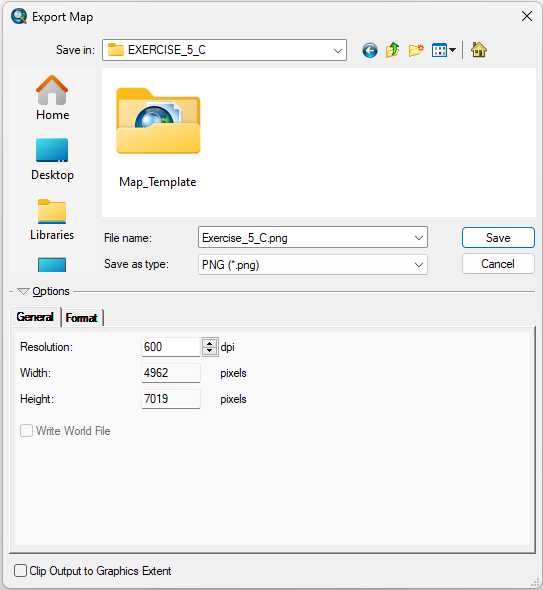 Export Map
Save in: EXERCISE_5_C
Home
Desktop
Libraries
Map_Template
File name: Exercise_5_C.png Save
Save as type: PNG (*.png) Cancel
Options
General Format
Resolution: 600 dpi
Width: 4962 pixels
Height: 7019 pixels
Write World File
Clip Output to Graphics Extent